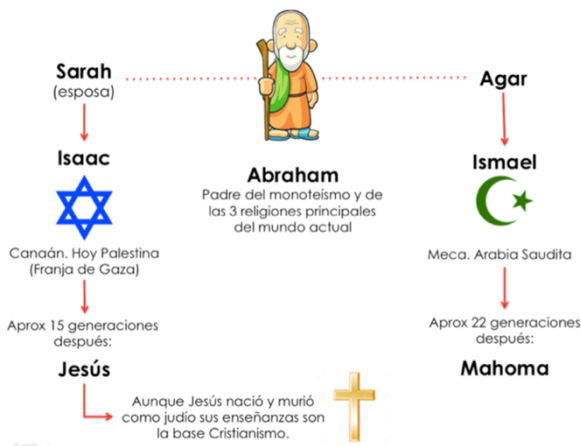 Sarah
(esposa)
Isaac
Canaán. Hoy Palestina
(Franja de Gaza)
Aprox 15 generaciones
después:
Jesús
Aunque Jesús nació y murió
como judío sus enseñanzas son
la base Cristianismo.
Abraham
Padre del monoteísmo y de
las 3 religiones principales
del mundo actual
Agar
Ismael
Meca. Arabia Saudita
Aprox 22 generaciones
después:
Mahoma